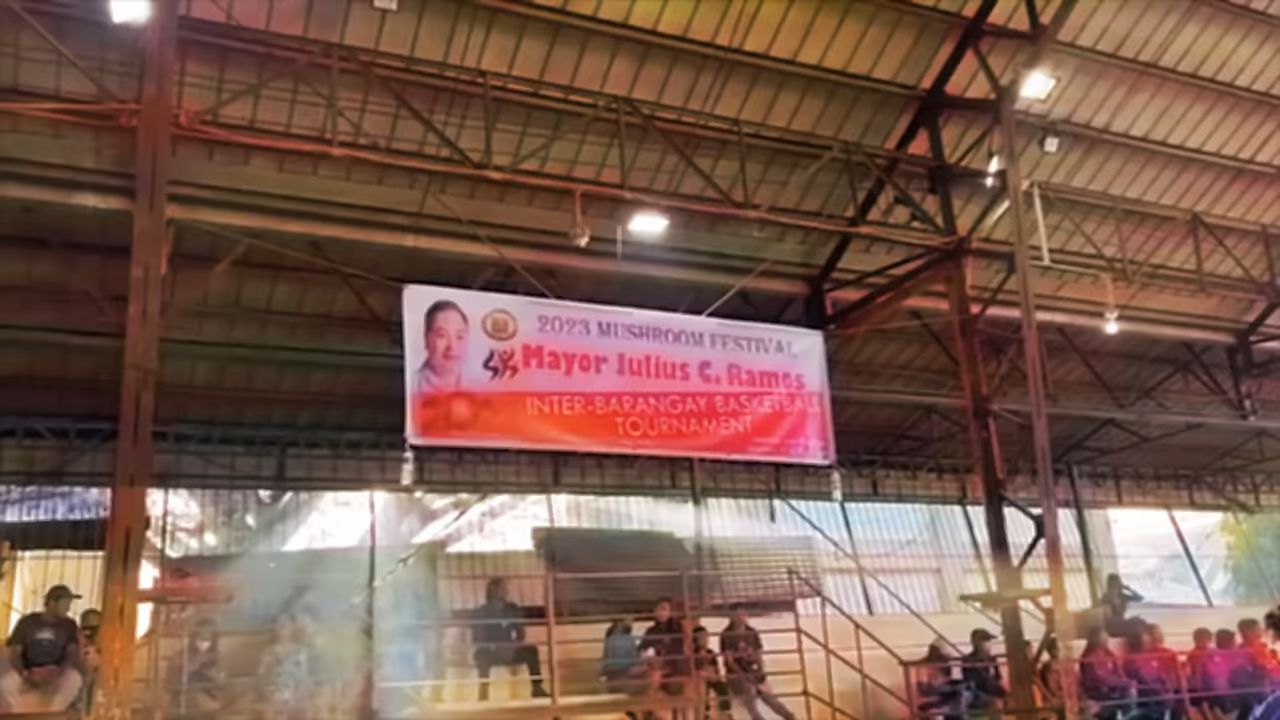 2023 MUSHROOM FESTIVAL
Mayor Julius C. Ramos
INTER-BARANGAY BASKETBALL
TOURNAMENT